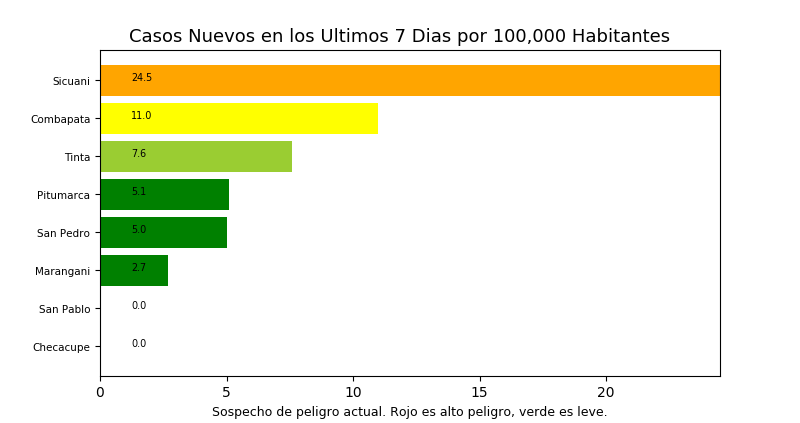 Casos Nuevos en los Ultimos 7 Dias por 100,000 Habitantes
Sicuani 24.5
Combapata 11.0
Tinta 7.6
Pitumarca 5.1
San Pedro 5.0
Marangani 2.7
San Pablo 0.0
Checacupe 0.0
0 5 10 15 20
Sospecho de peligro actual. Rojo es alto peligro, verde es leve.